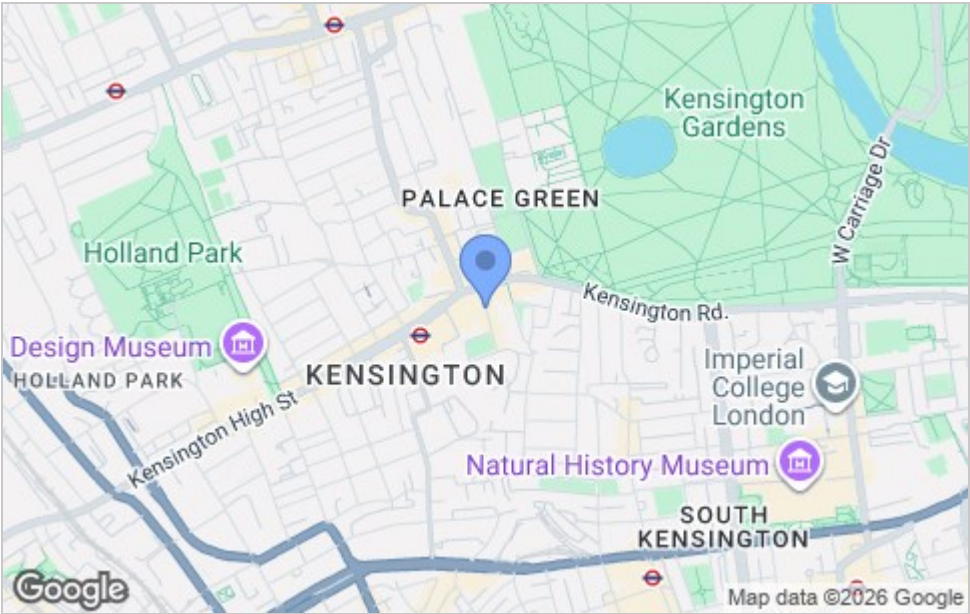 Kensington
Gardens
W Carriage Dr
PALACE GREEN
Holland Park
Kensington Rd.
Design Museum
HOLLAND PARK
KENSINGTON
Imperial
College
London
Kensington High St
Natural History Museum
SOUTH
KENSINGTON
Google
Map data ©2026 Google